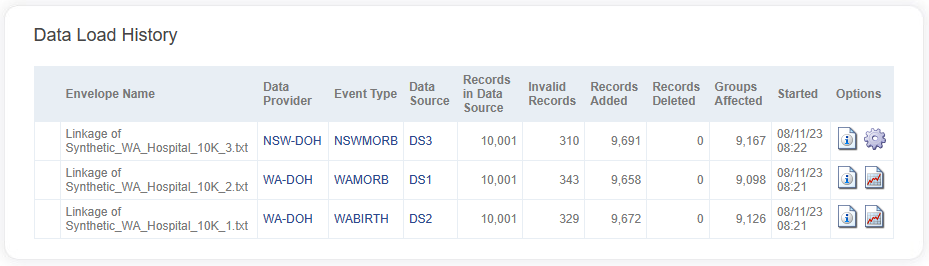 Data Load History
Envelope Name Data Provider Event Type Data Source Records in Data Source Invalid Records Records Added Records Deleted Groups Affected Started Options
Linkage of Synthetic_WA_Hospital_10K_3.txt NSW-DOH NSWMORB DS3 10,001 310 9,691 0 9,167 08/11/23 08:22
Linkage of Synthetic_WA_Hospital_10K_2.txt WA-DOH WAMORB DS1 10,001 343 9,658 0 9,098 08/11/23 08:21
Linkage of Synthetic_WA_Hospital_10K_1.txt WA-DOH WABIRTH DS2 10,001 329 9,672 0 9,126 08/11/23 08:21